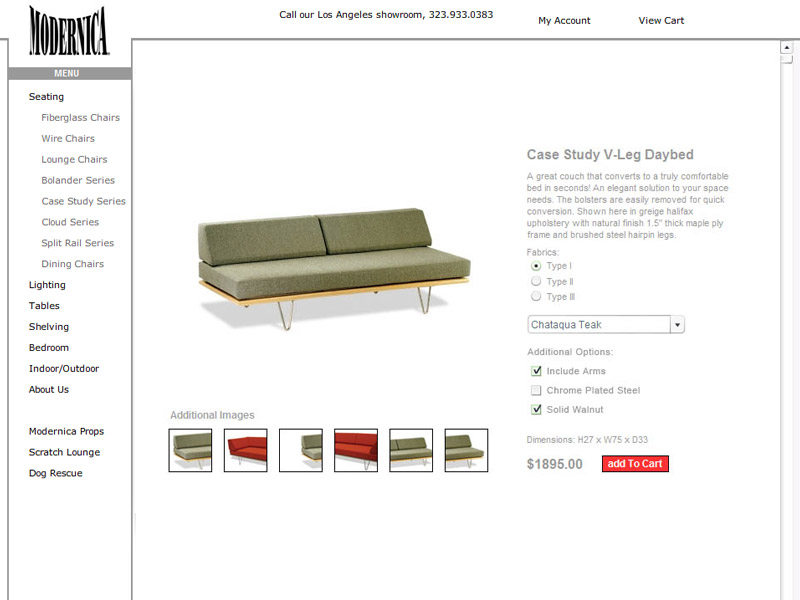 MODERNICA
Call our Los Angeles showroom, 323.933.0383
My Account
View Cart
MENU
Seating
Fiberglass Chairs
Wire Chairs
Lounge Chairs
Bolander Series
Case Study Series
Cloud Series
Split Rail Series
Dining Chairs
Lighting
Tables
Shelving
Bedroom
Indoor/Outdoor
About Us
Modernica Props
Scratch Lounge
Dog Rescue
Additional Images
Case Study V-Leg Daybed
A great couch that converts to a truly comfortable
bed in seconds! An elegant solution to your space
needs. The bolsters are easily removed for quick
conversion. Shown here in greige halifax
upholstery with natural finish 1.5" thick maple ply
frame and brushed steel hairpin legs.
Fabrics:
Type I
Type II
Type III
Chataqua Teak
Additional Options:
Include Arms
Chrome Plated Steel
Solid Walnut
Dimensions: H27 x W75 x D33
$1895.00
add To Cart